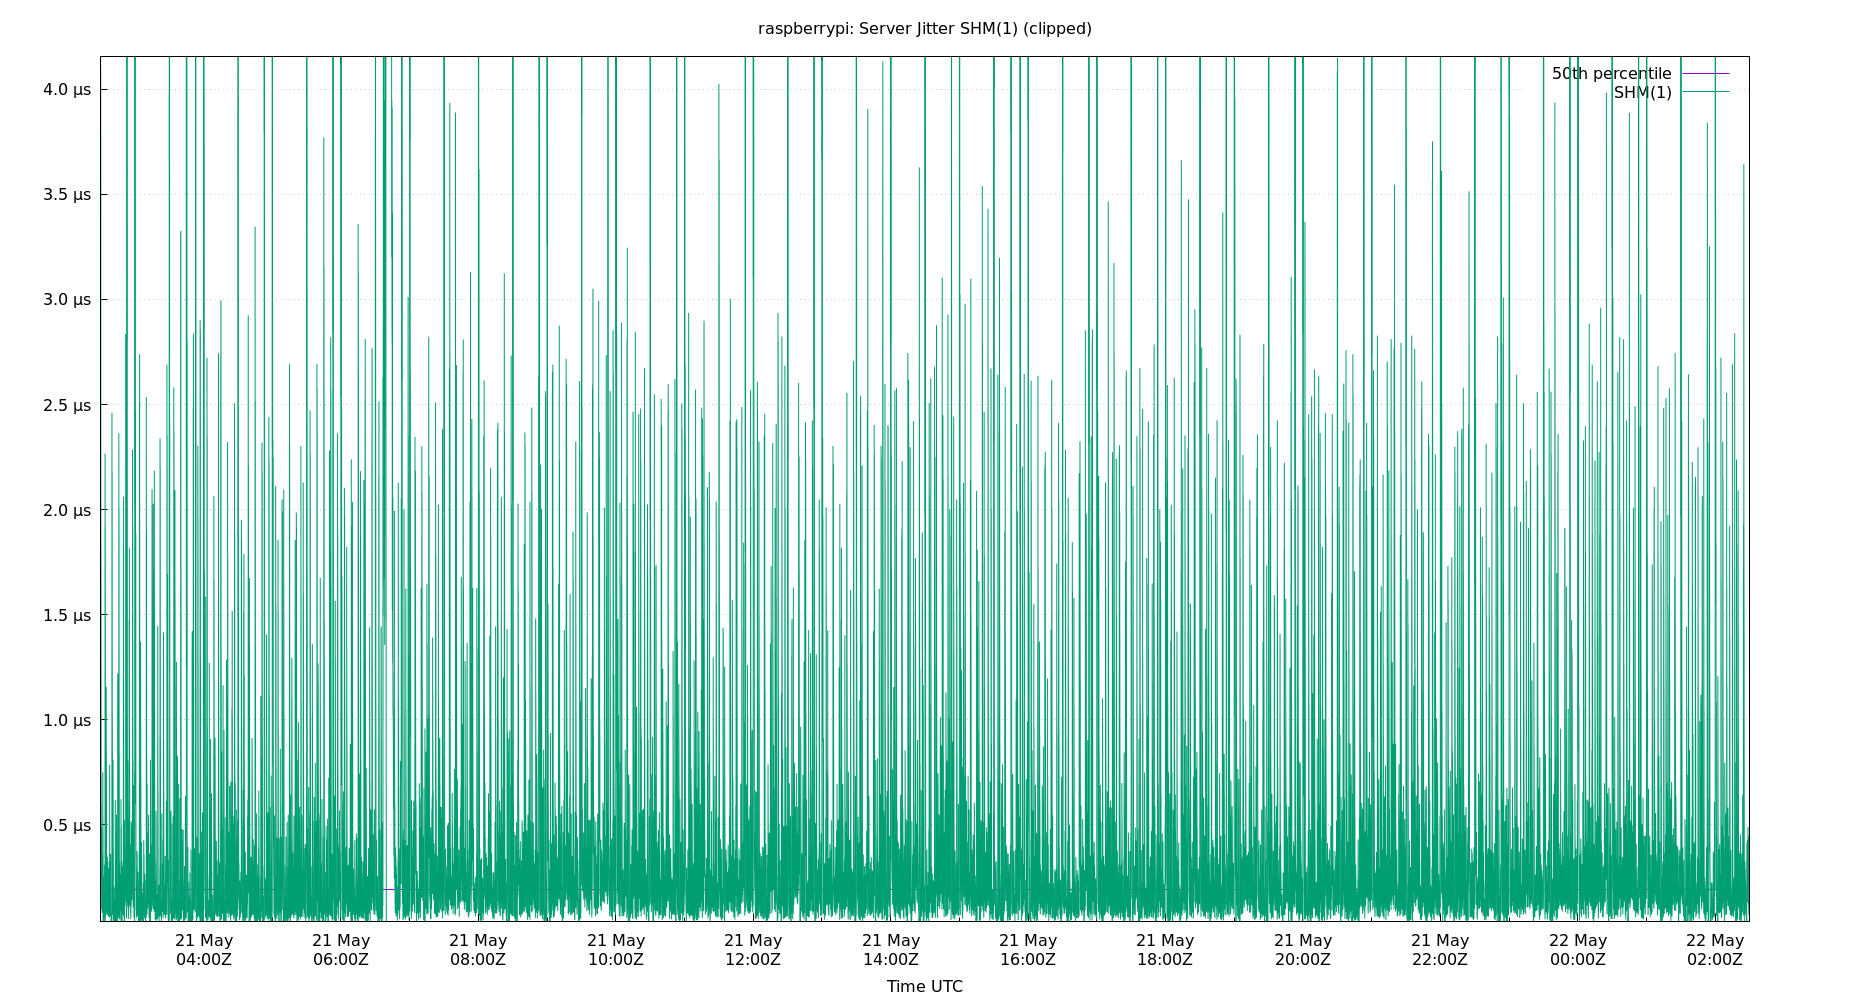 raspberrypi: Server Jitter SHM(1) (clipped)
50th percentile
SHM(1)
4.0 µs
3.5 µs
3.0 µs
2.5 µs
2.0 µs
1.5 µs
1.0 µs
0.5 µs
21 May 21 May 21 May 21 May 21 May 21 May 21 May 21 May 21 May 21 May 22 May 22 May
04:00Z 06:00Z 08:00Z 10:00Z 12:00Z 14:00Z 16:00Z 18:00Z 20:00Z 22:00Z 00:00Z 02:00Z
Time UTC